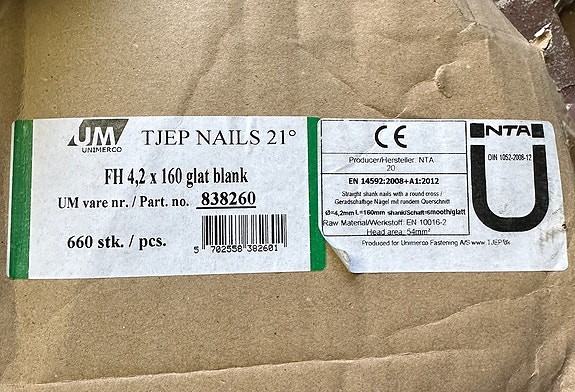 UM
UNIMERCO
TJEP NAILS 21°
FH 4,2 x 160 glat blank
UM vare nr. / Part. no. 838260
660 stk. / pcs.
5 702558 382601
CE
Producer/Hersteller: NTA
20
EN 14592:2008+A1:2012
Straight shank nails with a round cross/
Geradschaftige Nägel mit rundem Querschnitt
Ø=4,2mm L=160mm shank/Schaft=smooth/glatt
Raw Material/Werkstoff: EN 10016-2
Head area: 54mm²
Produced for Unimerco Fastening A/S www.TJEP.dk
NTA
DIN 1052-2008-12